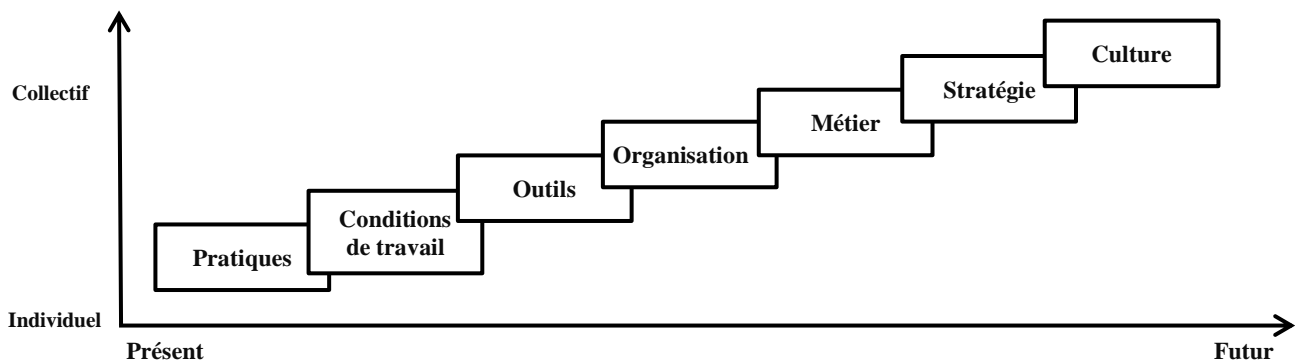 Culture
Stratégie
Collectif
Métier
Organisation
Outils
Conditions
de travail
Pratiques
Individuel
Présent
Futur